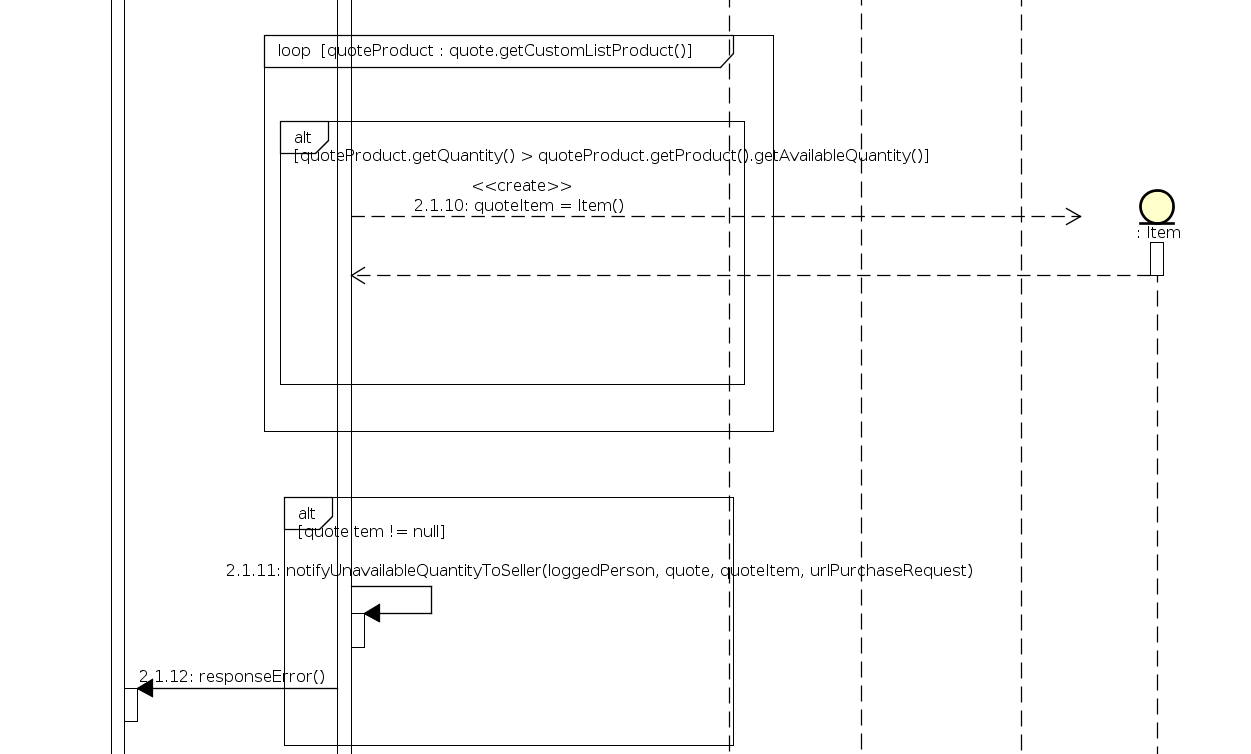 loop [quoteProduct : quote.getCustomListProduct()]
alt
[quoteProduct.getQuantity() > quoteProduct.getProduct().getAvailableQuantity()]
<<create>>
2.1.10: quoteItem = Item()
: Item
alt
[quoteItem != null]
2.1.11: notifyUnavailableQuantityToSeller(loggedPerson, quote, quoteItem, urlPurchaseRequest)
2.1.12: responseError()